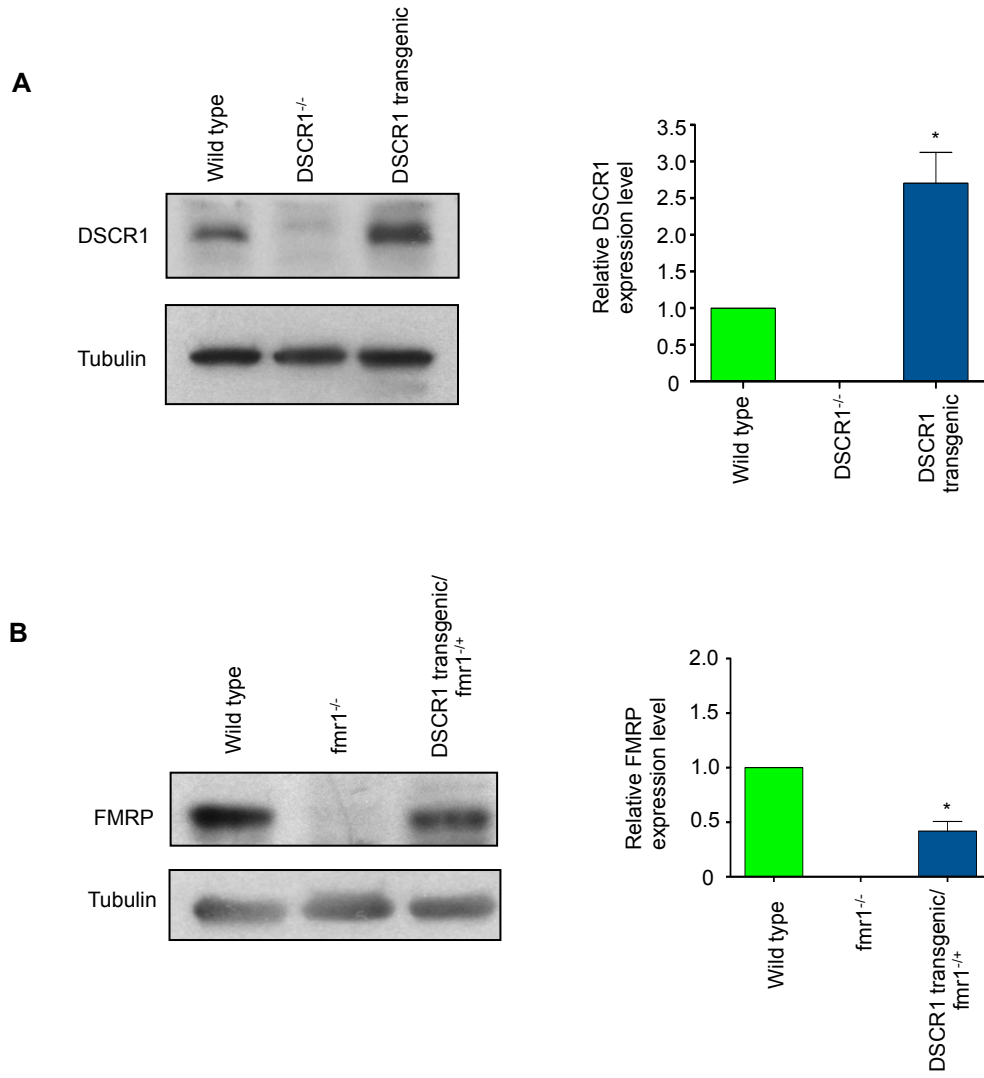 A
Wild type
DSCR1-/-
DSCR1 transgenic
DSCR1
Tubulin
Relative DSCR1
expression level
3.5
3.0
2.5
2.0
1.5
1.0
0.5
0
*
Wild type
DSCR1-/-
DSCR1
transgenic
B
Wild type
fmr1-/-
DSCR1 transgenic/
fmr1-/+
FMRP
Tubulin
Relative FMRP
expression level
2.0
1.5
1.0
0.5
0
*
Wild type
fmr1-/-
DSCR1 transgenic/
fmr1-/+